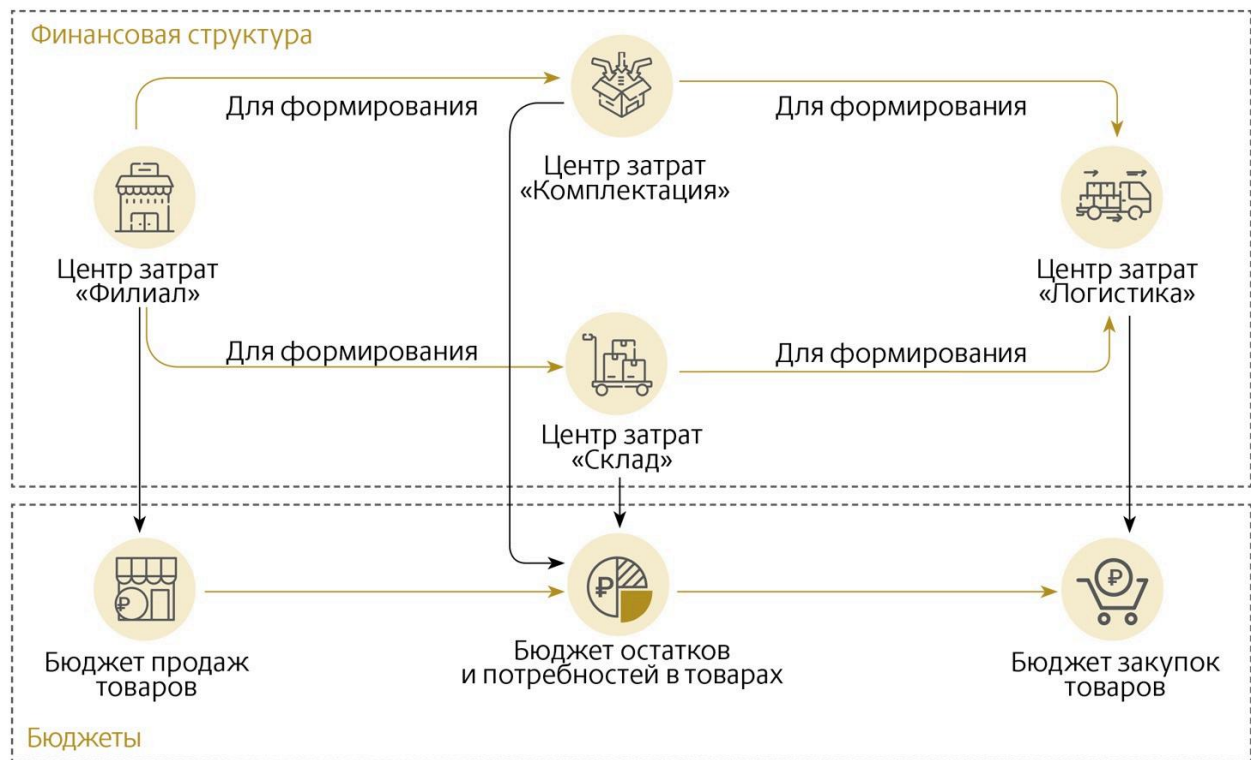 Финансовая структура
Для формирования
Для формирования
Центр затрат
«Комплектация»
Центр затрат
«Филиал»
Центр затрат
«Логистика»
Для формирования
Для формирования
Центр затрат
«Склад»
₽
₽
₽
Бюджет продаж
товаров
Бюджет остатков
и потребностей в товарах
Бюджет закупок
товаров
Бюджеты